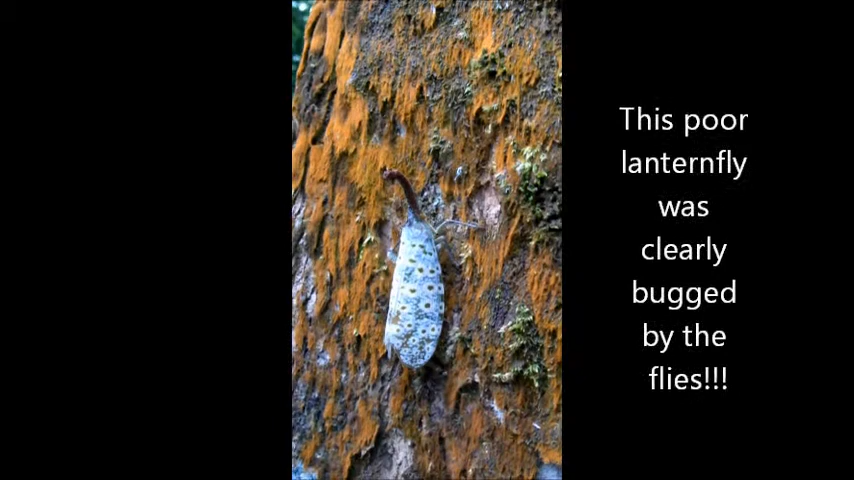 This poor
lanternfly
was
clearly
bugged
by the
flies!!!